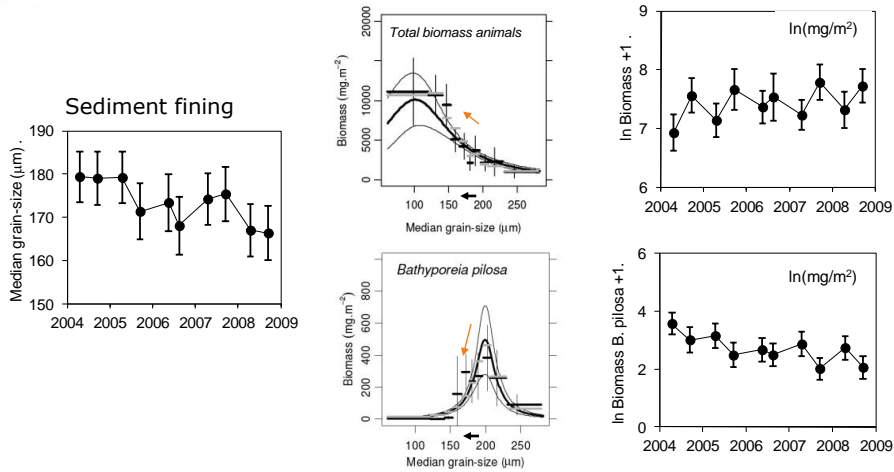 Sediment fining
Median grain-size (µm) .
190
180
170
160
150
2004 2005 2006 2007 2008 2009
Total biomass animals
Biomass (mg.m⁻²)
20000
15000
10000
5000
0
100 150 200 250
Median grain-size (µm)
Bathyporeia pilosa
Biomass (mg.m⁻²)
800
600
400
200
0
100 150 200 250
Median grain-size (µm)
ln(mg/m²)
ln Biomass +1 .
9
8
7
6
2004 2005 2006 2007 2008 2009
ln(mg/m²)
ln Biomass B. pilosa +1.
6
4
2
0
2004 2005 2006 2007 2008 2009